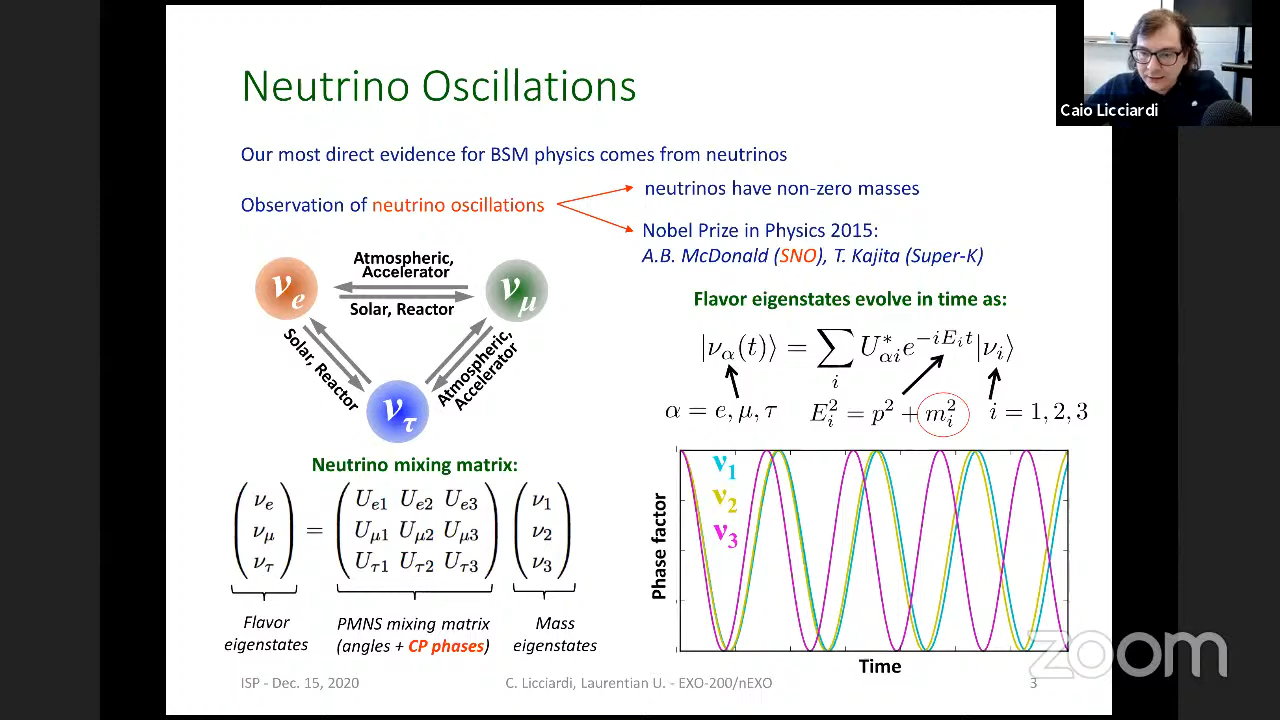 Neutrino Oscillations
Caio Licciardi
Our most direct evidence for BSM physics comes from neutrinos
neutrinos have non-zero masses
Observation of neutrino oscillations
Nobel Prize in Physics 2015:
A.B. McDonald (SNO), T. Kajita (Super-K)
Atmospheric,
Accelerator
νe
νμ
Solar, Reactor
Solar, Reactor
Atmospheric,
Accelerator
ντ
Flavor eigenstates evolve in time as:
|να(t)⟩ = ∑i U*αi e^{-iEit} |νi⟩
α = e, μ, τ
Ei² = p² + mi²
i = 1, 2, 3
Neutrino mixing matrix:
(νe) = (Ue1 Ue2 Ue3) (ν1)
(νμ) (Uμ1 Uμ2 Uμ3) (ν2)
(ντ) (Uτ1 Uτ2 Uτ3) (ν3)
Flavor
eigenstates
PMNS mixing matrix
(angles + CP phases)
Mass
eigenstates
ν1
ν2
ν3
Phase factor
Time
zoom
ISP - Dec. 15, 2020
C. Licciardi, Laurentian U. - EXO-200/nEXO
3